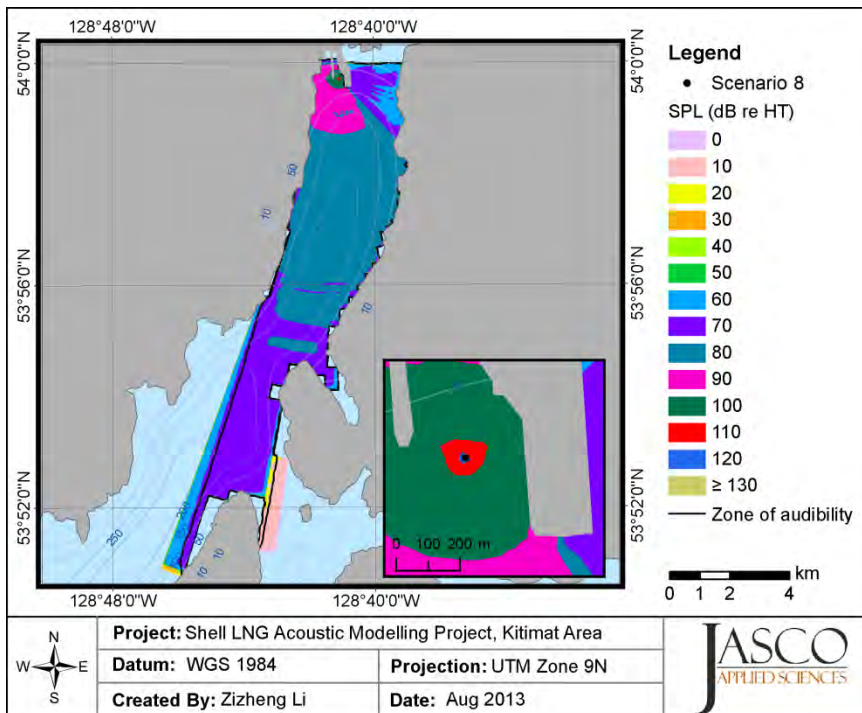 128°48'0"W 128°40'0"W
54°0'0"N 54°0'0"N
53°56'0"N 53°56'0"N
53°52'0"N 53°52'0"N
128°48'0"W 128°40'0"W
50
10
10
200
250
50
10
10
0 100 200 m
Legend
Scenario 8
SPL (dB re HT)
0
10
20
30
40
50
60
70
80
90
100
110
120
≥ 130
Zone of audibility
km
0 1 2 4
N
W E
S
Project: Shell LNG Acoustic Modelling Project, Kitimat Area
Datum: WGS 1984 Projection: UTM Zone 9N
Created By: Zizheng Li Date: Aug 2013
JASCO
APPLIED SCIENCES